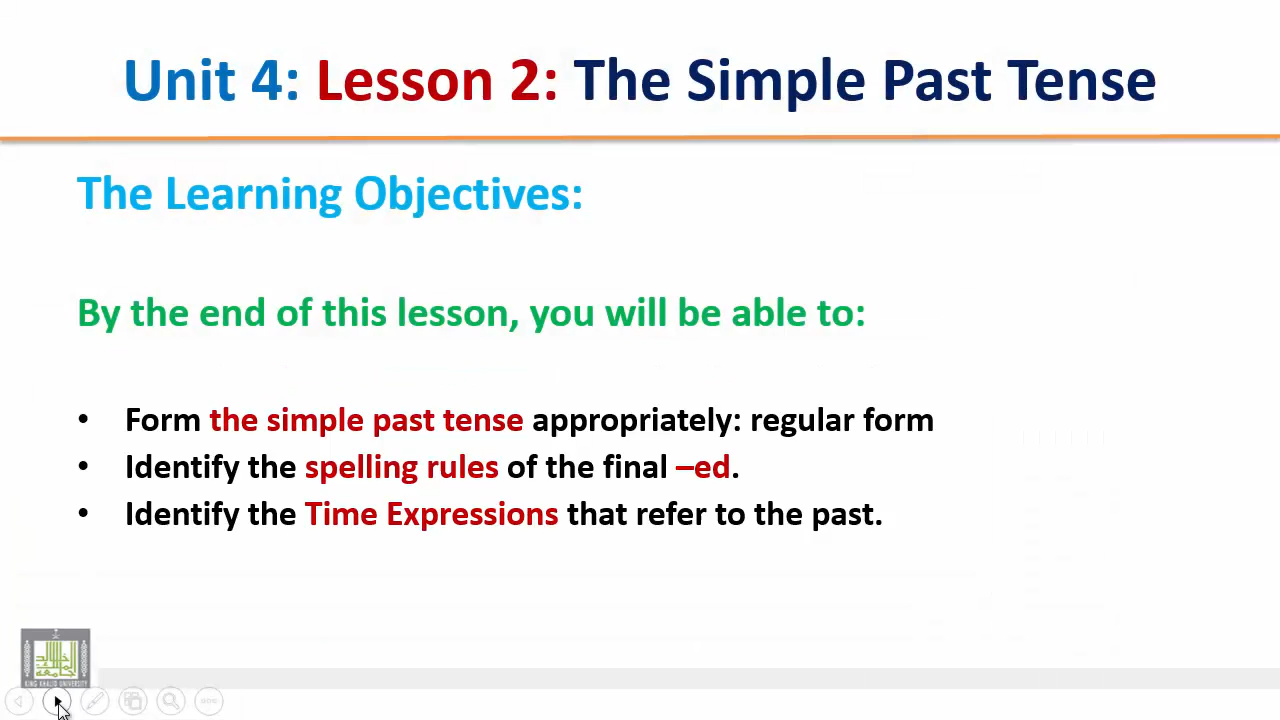 Unit 4: Lesson 2: The Simple Past Tense
The Learning Objectives:
By the end of this lesson, you will be able to:
• Form the simple past tense appropriately: regular form
• Identify the spelling rules of the final –ed.
• Identify the Time Expressions that refer to the past.
KING KHALID UNIVERSITY